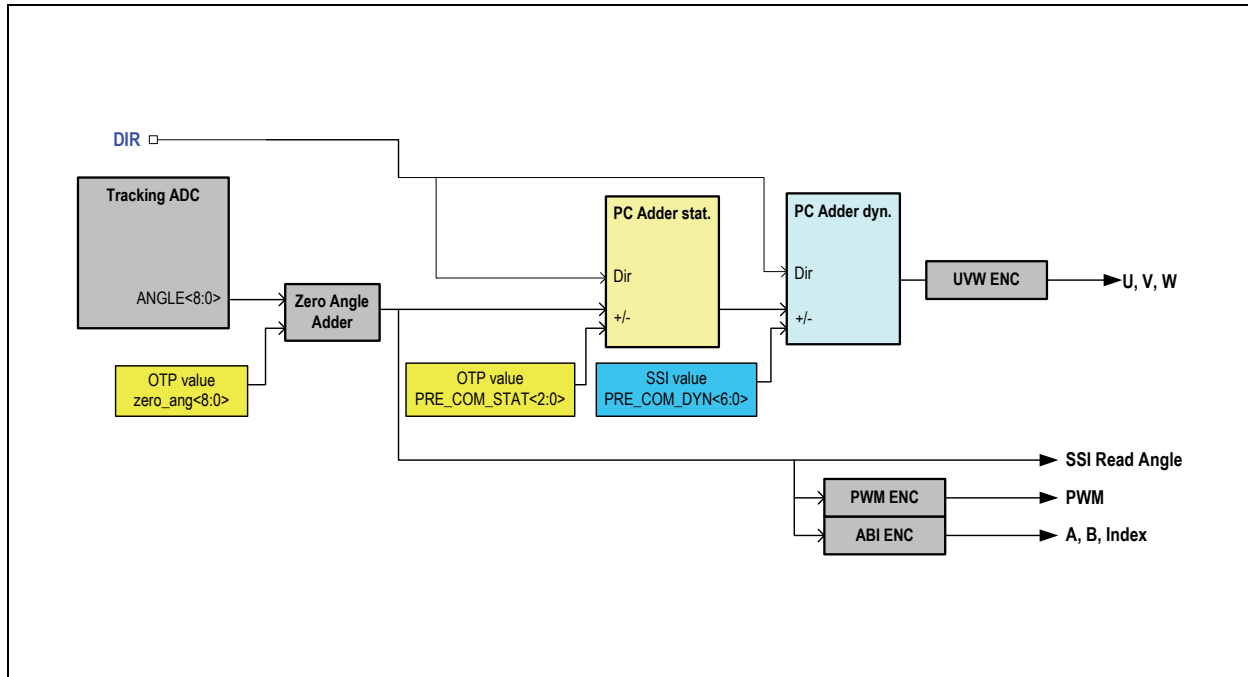 DIR
Tracking ADC
PC Adder stat.
PC Adder dyn.
Dir
Dir
UVW ENC
U, V, W
ANGLE<8:0>
Zero Angle
Adder
+/-
+/-
OTP value
zero_ang<8:0>
OTP value
PRE_COM_STAT<2:0>
SSI value
PRE_COM_DYN<6:0>
SSI Read Angle
PWM ENC
PWM
ABI ENC
A, B, Index